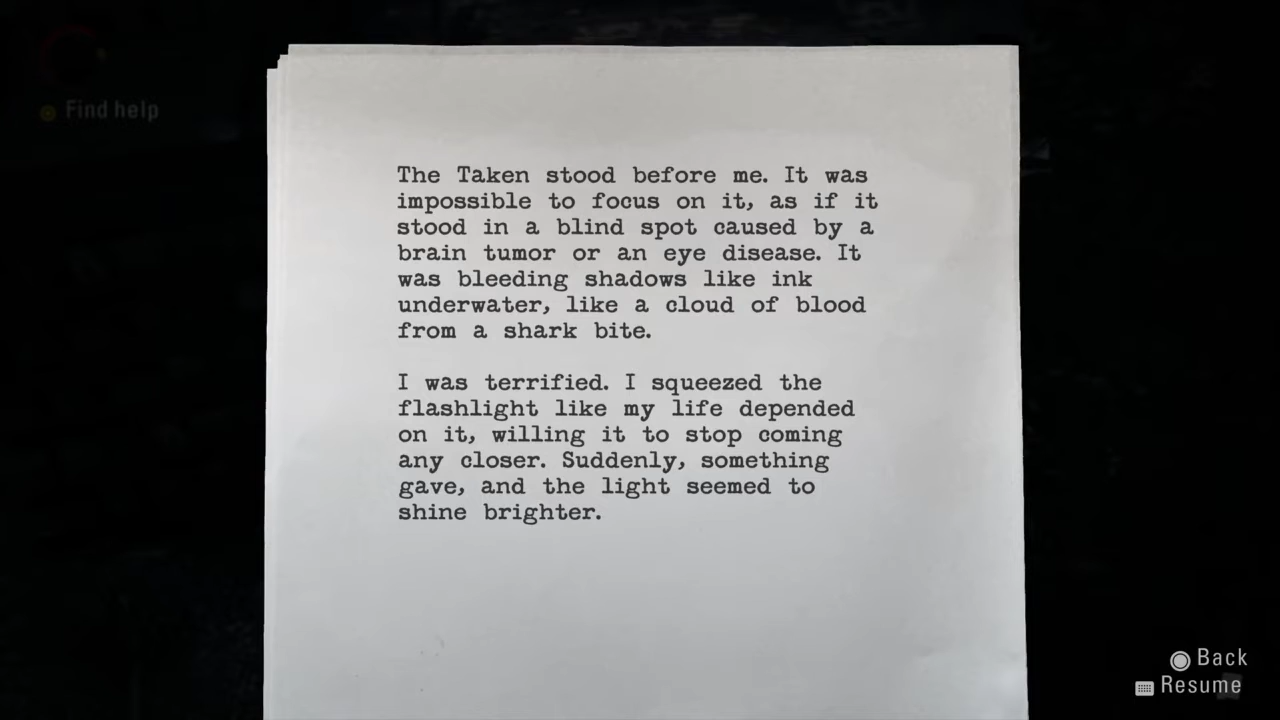 Find help
The Taken stood before me. It was
impossible to focus on it, as if it
stood in a blind spot caused by a
brain tumor or an eye disease. It
was bleeding shadows like ink
underwater, like a cloud of blood
from a shark bite.
I was terrified. I squeezed the
flashlight like my life depended
on it, willing it to stop coming
any closer. Suddenly, something
gave, and the light seemed to
shine brighter.
Back
Resume